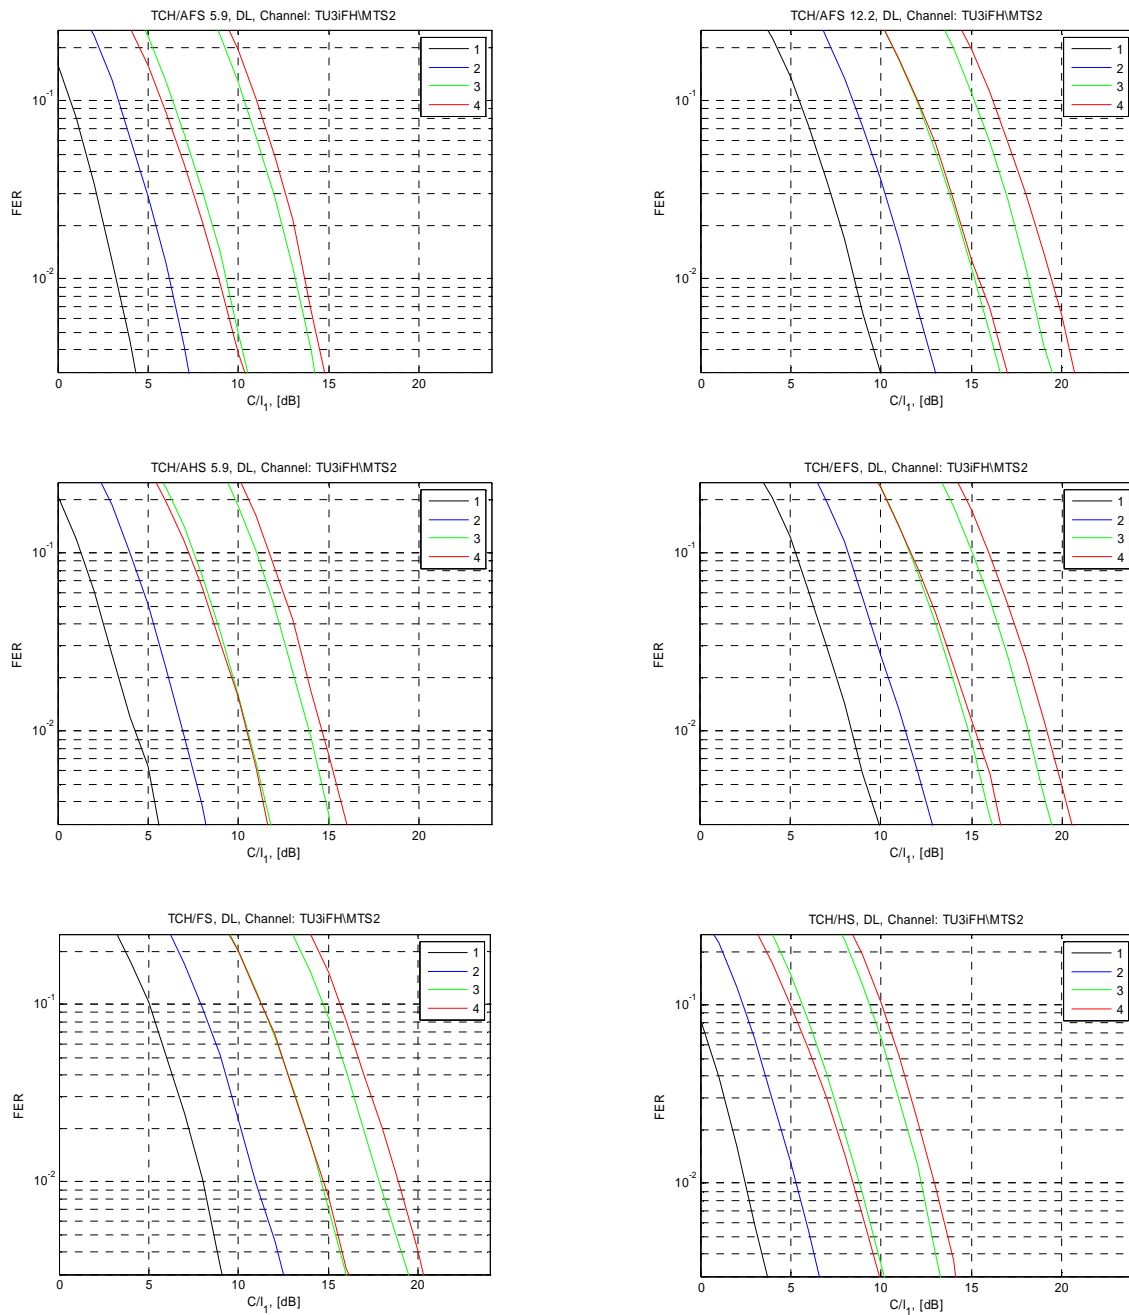 TCH/AFS 5.9, DL, Channel: TU3iFH\MTS2
1
2
3
4
10^-1
10^-2
FER
0 5 10 15 20
C/I_1, [dB]
TCH/AFS 12.2, DL, Channel: TU3iFH\MTS2
1
2
3
4
10^-1
10^-2
FER
0 5 10 15 20
C/I_1, [dB]
TCH/AHS 5.9, DL, Channel: TU3iFH\MTS2
1
2
3
4
10^-1
10^-2
FER
0 5 10 15 20
C/I_1, [dB]
TCH/EFS, DL, Channel: TU3iFH\MTS2
1
2
3
4
10^-1
10^-2
FER
0 5 10 15 20
C/I_1, [dB]
TCH/FS, DL, Channel: TU3iFH\MTS2
1
2
3
4
10^-1
10^-2
FER
0 5 10 15 20
C/I_1, [dB]
TCH/HS, DL, Channel: TU3iFH\MTS2
1
2
3
4
10^-1
10^-2
FER
0 5 10 15 20
C/I_1, [dB]